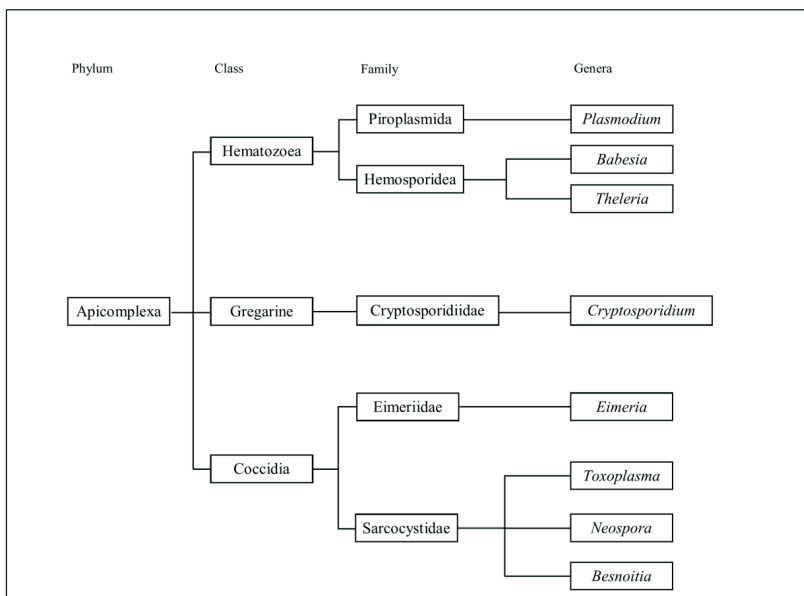 Phylum Class Family Genera
Piroplasmida Plasmodium
Hematozoea Babesia
Hemosporidea
Theleria
Apicomplexa Gregarine Cryptosporidiidae Cryptosporidium
Eimeriidae Eimeria
Coccidia Toxoplasma
Sarcocystidae Neospora
Besnoitia